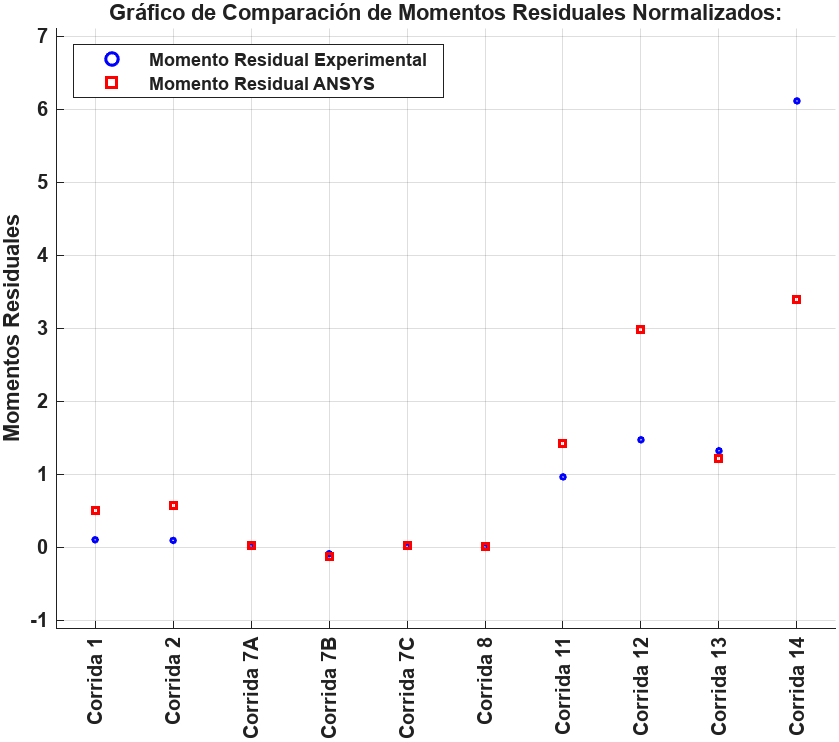 Gráfico de Comparación de Momentos Residuales Normalizados:
Momento Residual Experimental
Momento Residual ANSYS
Momentos Residuales
7
6
5
4
3
2
1
0
-1
Corrida 1
Corrida 2
Corrida 7A
Corrida 7B
Corrida 7C
Corrida 8
Corrida 11
Corrida 12
Corrida 13
Corrida 14